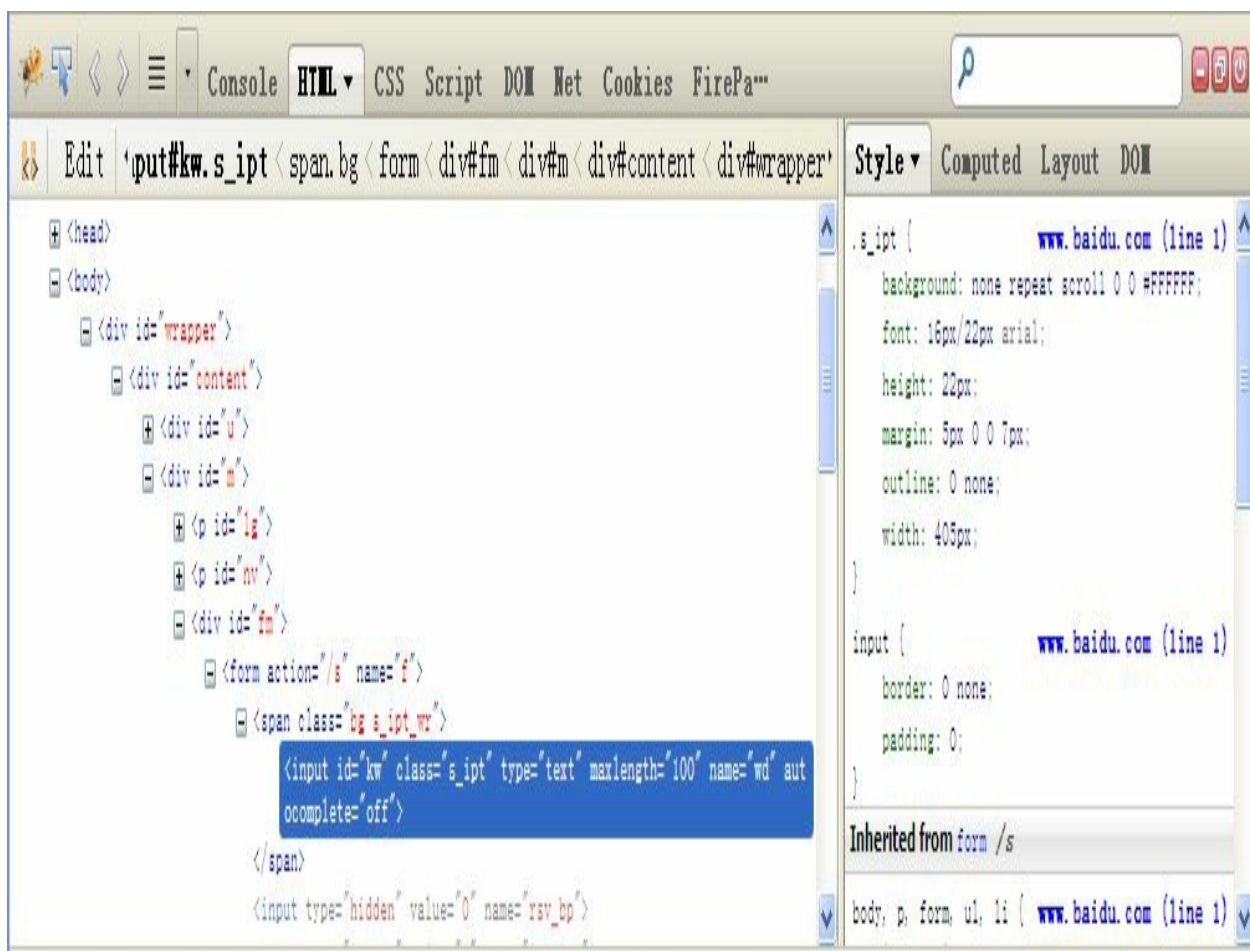 Console HTML CSS Script DOM Net Cookies FirePa…
Edit put#kw.s_ipt < span.bg < form < div#fm < div#m < div#content < div#wrapper
<head>
<body>
<div id="wrapper">
<div id="content">
<div id="u">
<div id="m">
<p id="lg">
<p id="nv">
<div id="fm">
<form action="/s" name="f">
<span class="bg s_ipt_wr">
<input id="kw" class="s_ipt" type="text" maxlength="100" name="wd" aut
ocomplete="off">
</span>
<input type="hidden" value="0" name="rsv_bp">
Style Computed Layout DOM
.s_ipt { www.baidu.com (line 1)
background: none repeat scroll 0 0 #FFFFFF;
font: 16px/22px arial;
height: 22px;
margin: 5px 0 0 7px;
outline: 0 none;
width: 405px;
}
input { www.baidu.com (line 1)
border: 0 none;
padding: 0;
}
Inherited from form /s
body, p, form, ul, li { www.baidu.com (line 1)